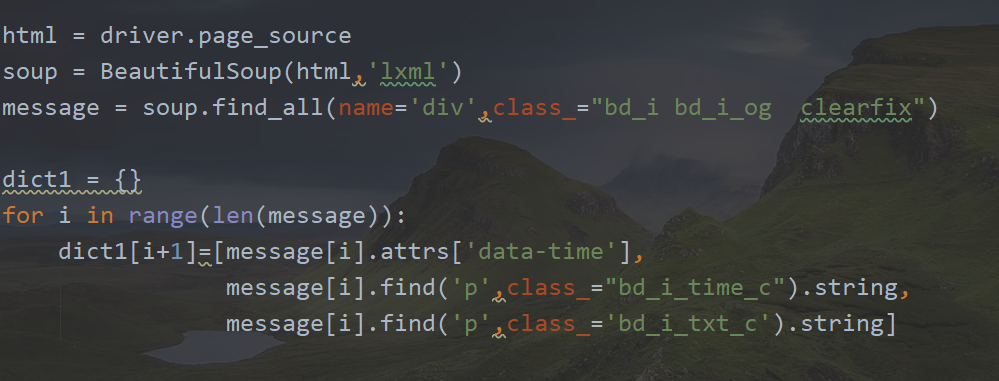 html = driver.page_source
soup = BeautifulSoup(html,'lxml')
message = soup.find_all(name='div',class_="bd_i bd_i_og  clearfix")
dict1 = {}
for i in range(len(message)):
    dict1[i+1]=[message[i].attrs['data-time'],
                message[i].find('p',class_="bd_i_time_c").string,
                message[i].find('p',class_='bd_i_txt_c').string]